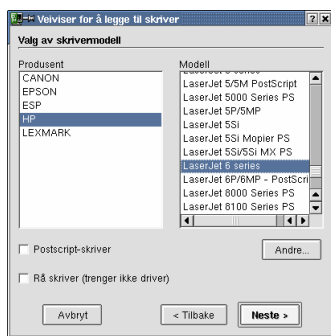 Veiviser for å legge til skriver
Valg av skrivermodell
Produsent
CANON
EPSON
ESP
HP
LEXMARK
Modell
LaserJet 5/5M PostScript
LaserJet 5000 Series PS
LaserJet 5P/5MP
LaserJet 5Si
LaserJet 5Si Mopier PS
LaserJet 5Si/5Si MX PS
LaserJet 6 series
LaserJet 6P/6MP - PostScri
LaserJet 8000 Series PS
LaserJet 8100 Series PS
Postscript-skriver
Andre...
Rå skriver (trenger ikke driver)
Avbryt
< Tilbake
Neste >